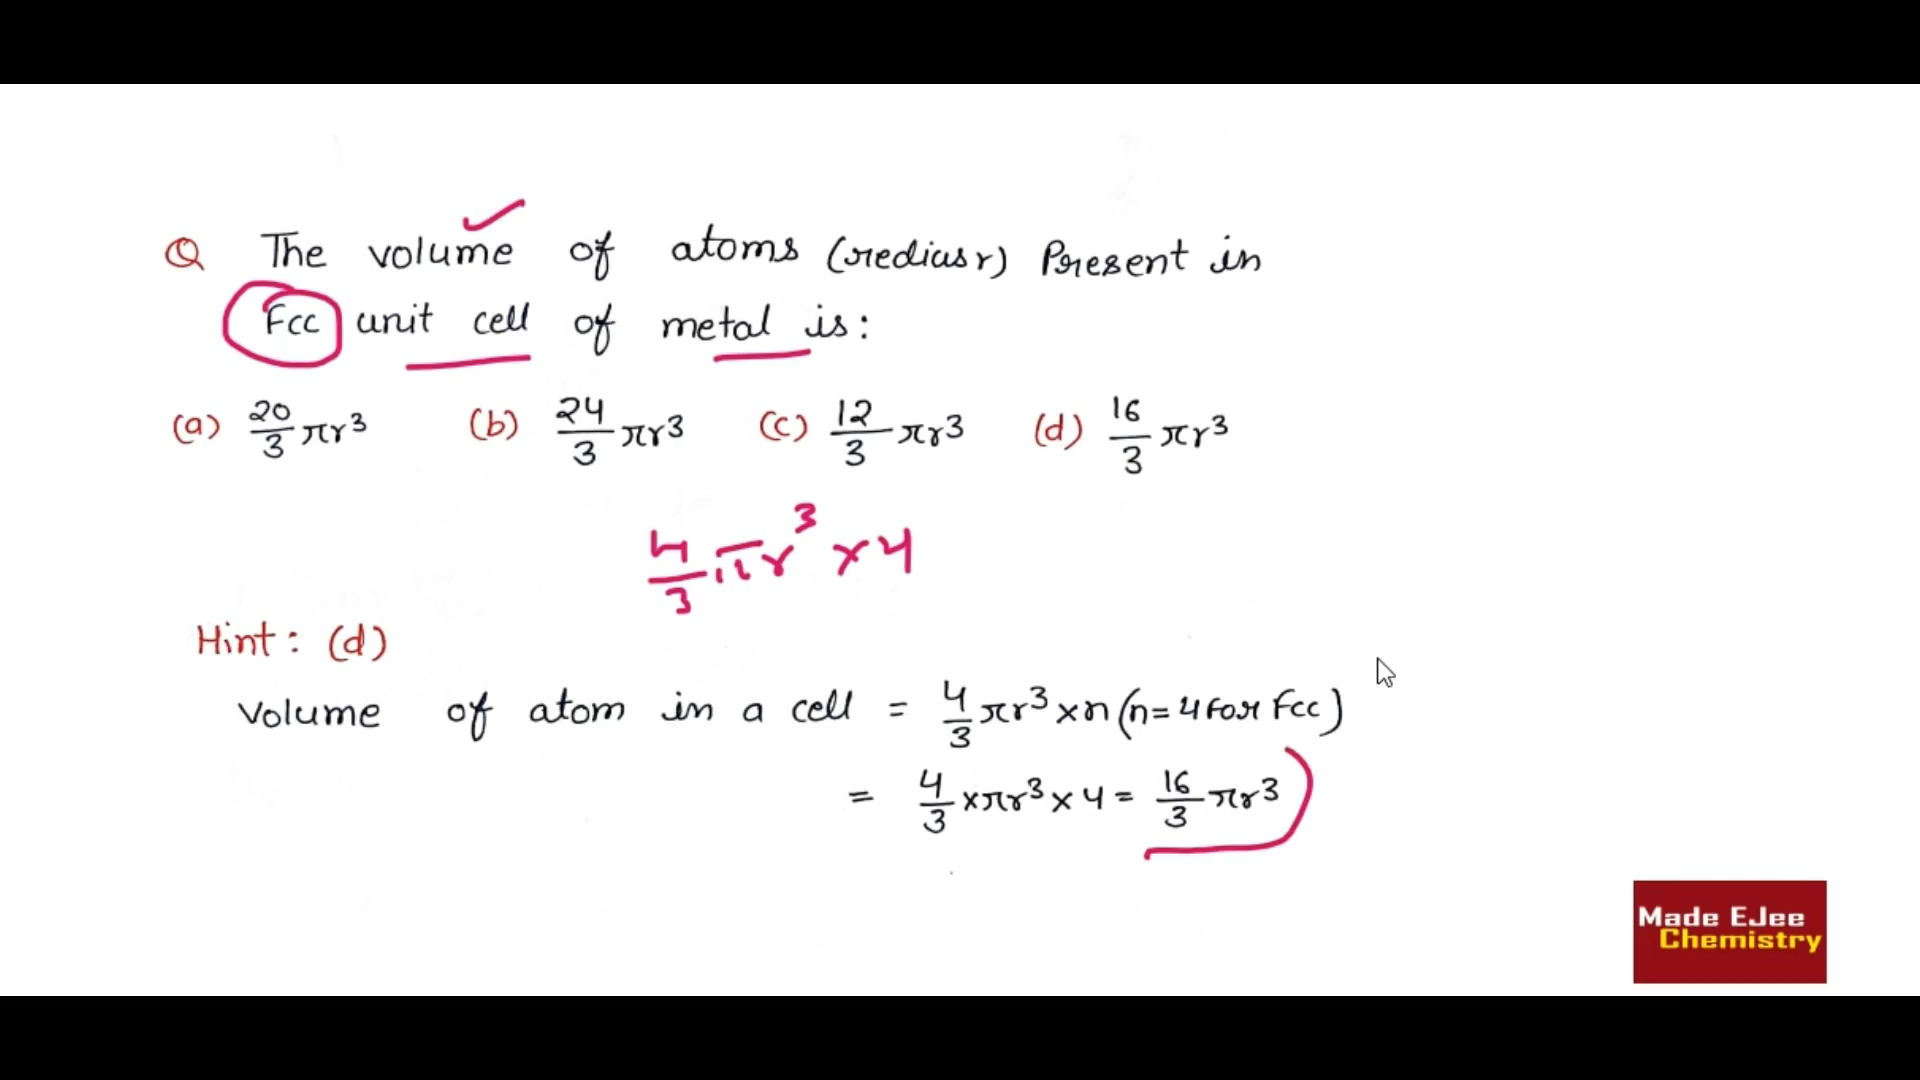 Q The volume of atoms (redius r) Present in
Fcc unit cell of metal is:
(a) 20/3 πr³ (b) 24/3 πr³ (c) 12/3 πr³ (d) 16/3 πr³
4/3 πr³ × 4
Hint: (d)
Volume of atom in a cell = 4/3 πr³ × n (n = 4 For Fcc)
= 4/3 × πr³ × 4 = 16/3 πr³
Made EJee
Chemistry